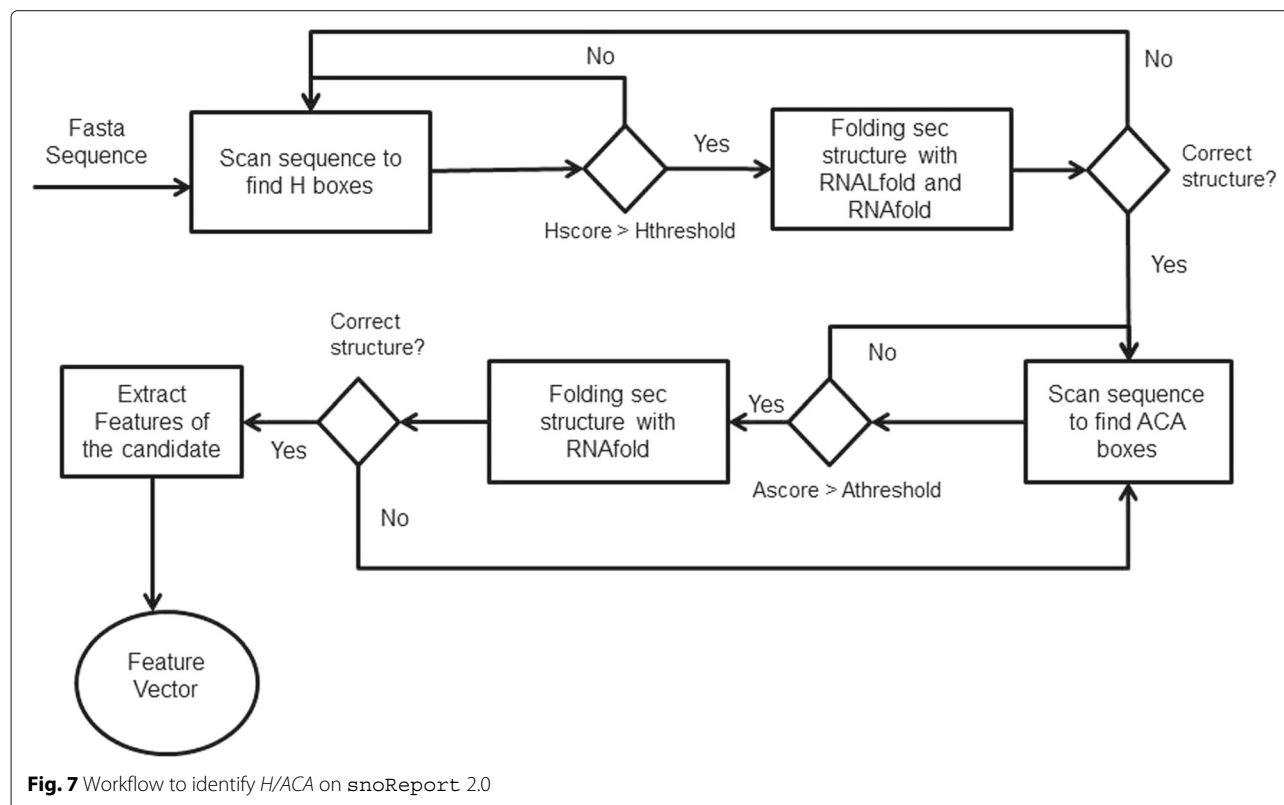 No
No
Fasta
Sequence
Scan sequence to
find H boxes
Yes
Hscore > Hthreshold
Folding sec
structure with
RNALfold and
RNAfold
Correct
structure?
Yes
Correct
structure?
No
Extract
Features of
the candidate
Yes
Folding sec
structure with
RNAfold
Yes
Scan sequence
to find ACA
boxes
Ascore > Athreshold
No
Feature
Vector
Fig. 7 Workflow to identify H/ACA on snoReport 2.0